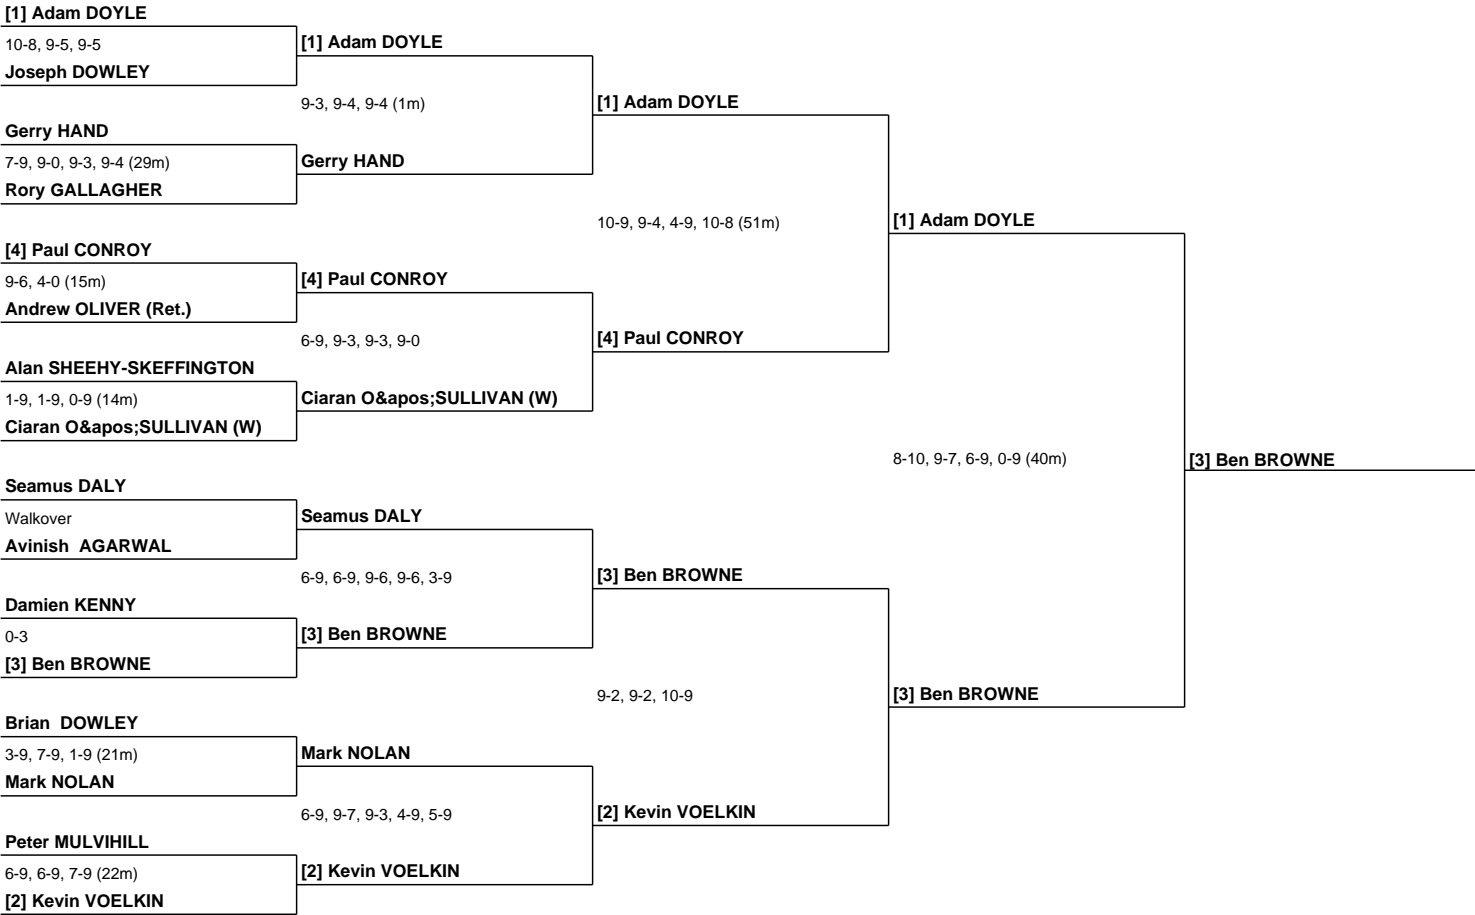 [1] Adam DOYLE
10-8, 9-5, 9-5
Joseph DOWLEY
Gerry HAND
7-9, 9-0, 9-3, 9-4 (29m)
Rory GALLAGHER
[4] Paul CONROY
9-6, 4-0 (15m)
Andrew OLIVER (Ret.)
Alan SHEEHY-SKEFFINGTON
1-9, 1-9, 0-9 (14m)
Ciaran O&apos;SULLIVAN (W)
Seamus DALY
Walkover
Avinish  AGARWAL
Damien KENNY
0-3
[3] Ben BROWNE
Brian  DOWLEY
3-9, 7-9, 1-9 (21m)
Mark NOLAN
Peter MULVIHILL
6-9, 6-9, 7-9 (22m)
[2] Kevin VOELKIN
[1] Adam DOYLE
9-3, 9-4, 9-4 (1m)
Gerry HAND
[4] Paul CONROY
6-9, 9-3, 9-3, 9-0
Ciaran O&apos;SULLIVAN (W)
Seamus DALY
6-9, 6-9, 9-6, 9-6, 3-9
[3] Ben BROWNE
Mark NOLAN
6-9, 9-7, 9-3, 4-9, 5-9
[2] Kevin VOELKIN
[1] Adam DOYLE
10-9, 9-4, 4-9, 10-8 (51m)
[4] Paul CONROY
[3] Ben BROWNE
9-2, 9-2, 10-9
[2] Kevin VOELKIN
[1] Adam DOYLE
8-10, 9-7, 6-9, 0-9 (40m)
[3] Ben BROWNE
[3] Ben BROWNE